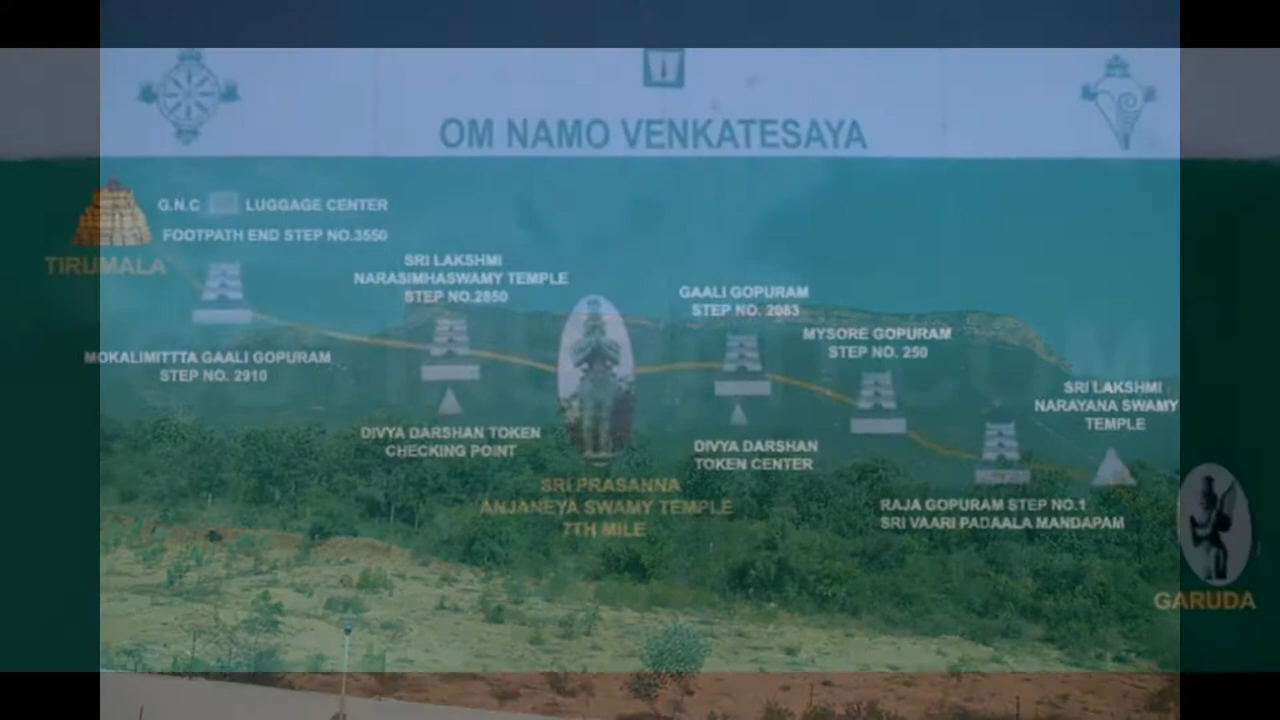 OM NAMO VENKATESAYA
G.N.C LUGGAGE CENTER
FOOTPATH END STEP NO.3550
TIRUMALA
SRI LAKSHMI
NARASIMHASWAMY TEMPLE
STEP NO.2850
GAALI GOPURAM
STEP NO. 2083
MYSORE GOPURAM
STEP NO. 250
MOKALIMITTTA GAALI GOPURAM
STEP NO. 2910
SRI LAKSHMI
NARAYANA SWAMY
TEMPLE
DIVYA DARSHAN TOKEN
CHECKING POINT
DIVYA DARSHAN
TOKEN CENTER
SRI PRASANNA
ANJANEYA SWAMY TEMPLE
7TH MILE
RAJA GOPURAM STEP NO.1
SRI VAARI PADAALA MANDAPAM
GARUDA